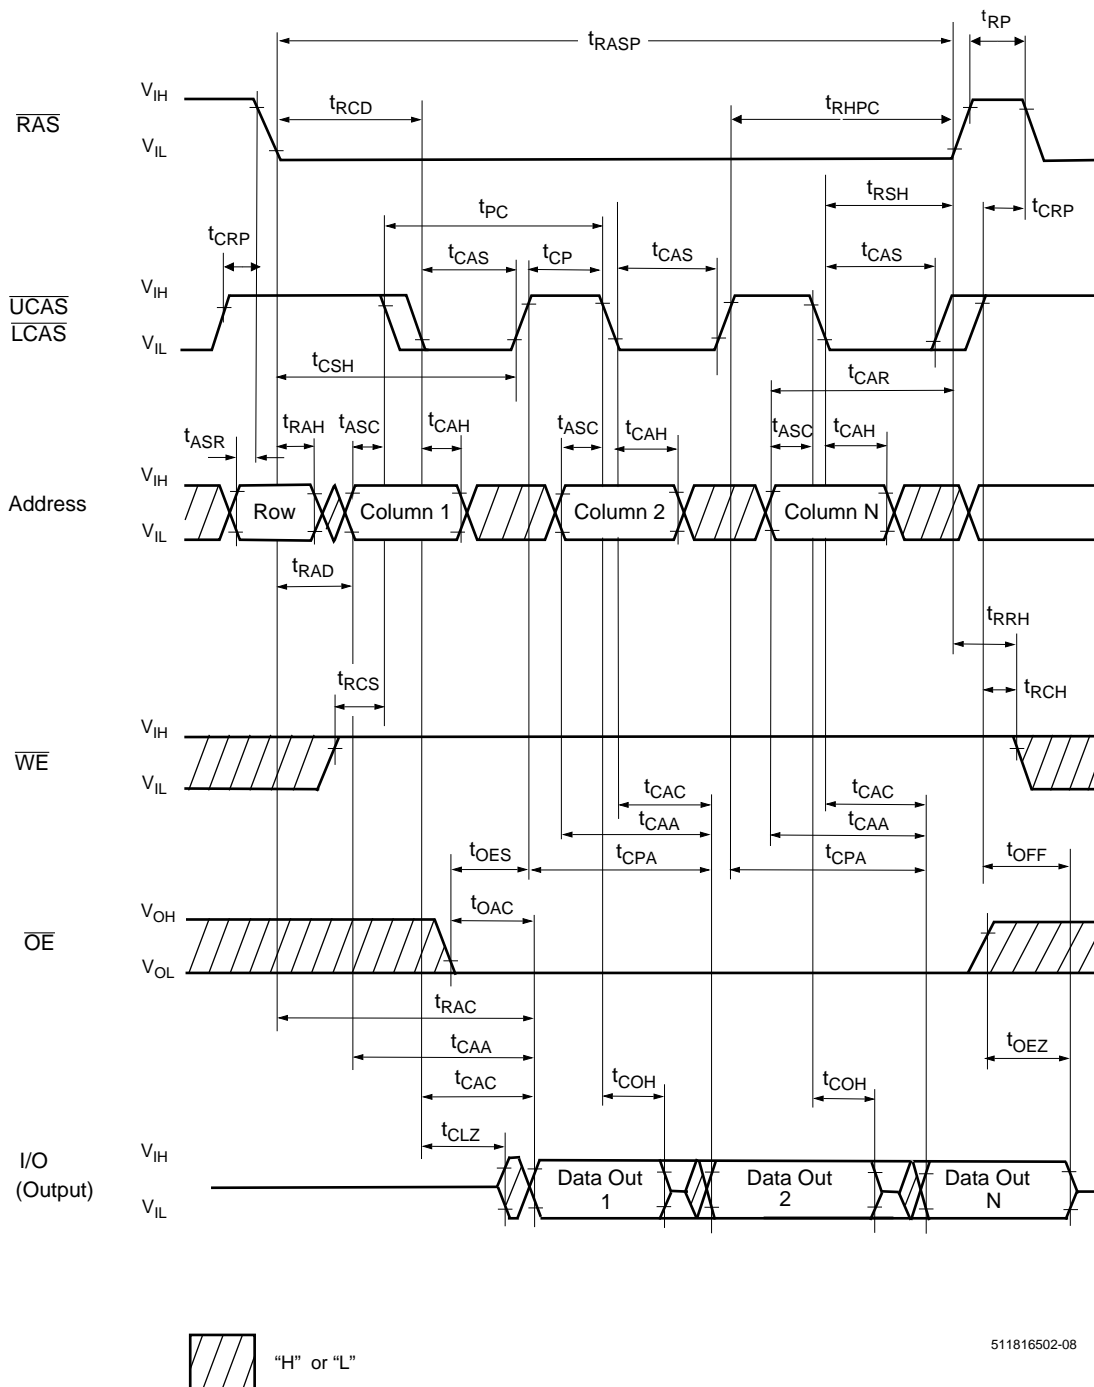 tRASP
tRP
VIH
RAS
VIL
tRCD
tRHPC
tRSH
tCRP
tPC
tCRP
tCAS
tCP
tCAS
tCAS
VIH
UCAS
LCAS
VIL
tCSH
tCAR
tASR
tRAH
tASC
tCAH
tASC
tCAH
tASC
tCAH
VIH
Address
Row
Column 1
Column 2
Column N
VIL
tRAD
tRRH
tRCS
tRCH
VIH
WE
VIL
tCAC
tCAC
tCAA
tCAA
tOES
tCPA
tCPA
tOFF
tOAC
VOH
OE
VOL
tRAC
tOEZ
tCAA
tCAC
tCOH
tCOH
tCLZ
VIH
I/O
(Output)
VIL
Data Out
1
Data Out
2
Data Out
N
511816502-08
“H” or “L”